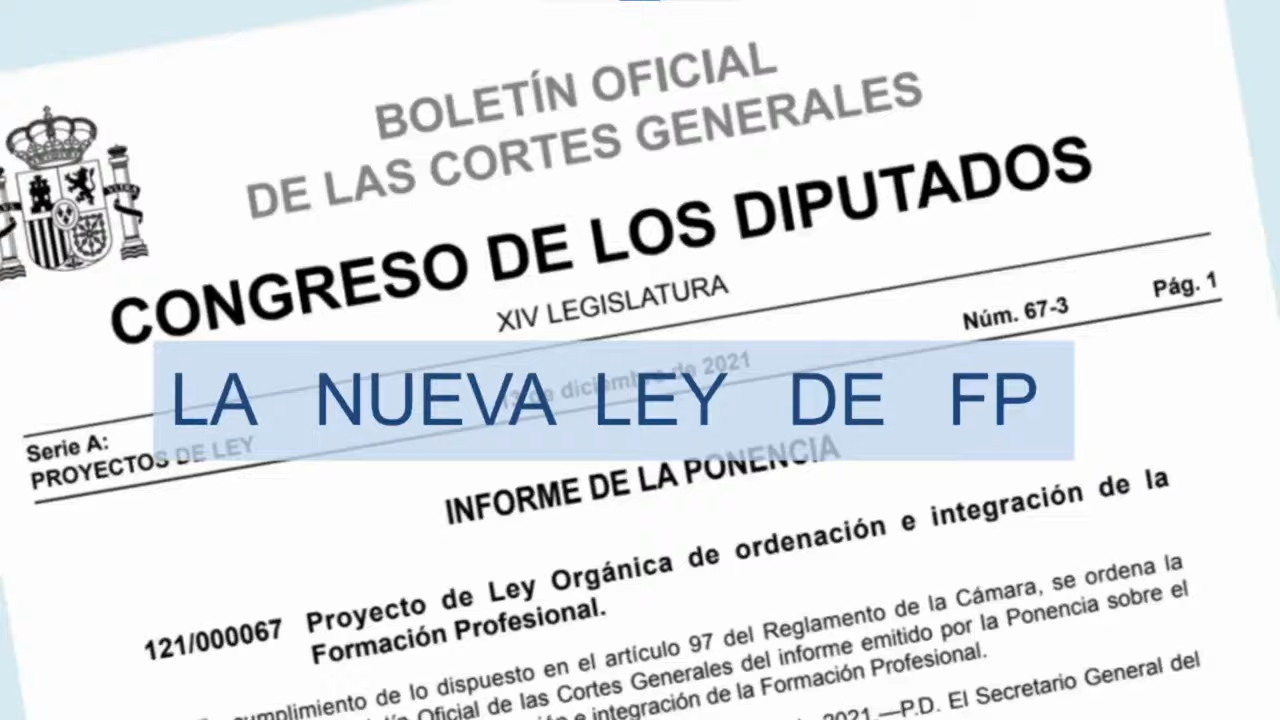 BOLETÍN OFICIAL
DE LAS CORTES GENERALES
CONGRESO DE LOS DIPUTADOS
XIV LEGISLATURA
Serie A:
PROYECTOS DE LEY
13 de diciembre de 2021
Núm. 67-3
Pág. 1
LA NUEVA LEY DE FP
INFORME DE LA PONENCIA
121/000067 Proyecto de Ley Orgánica de ordenación e integración de la
Formación Profesional.
dispuesto en el artículo 97 del Reglamento de la Cámara, se ordena la
Oficial de las Cortes Generales del informe emitido por la Ponencia sobre el
e integración de la Formación Profesional.
2021.—P.D. El Secretario General del